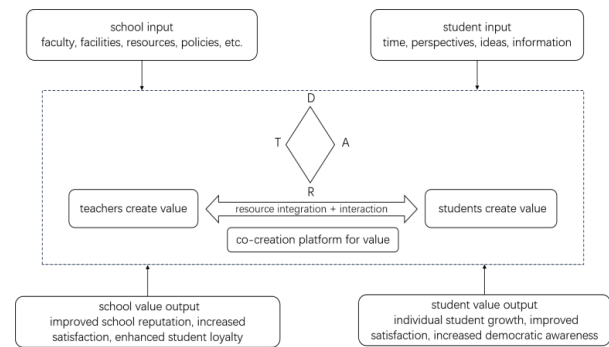 school input
faculty, facilities, resources, policies, etc.
student input
time, perspectives, ideas, information
D
T
A
R
teachers create value
resource integration + interaction
students create value
co-creation platform for value
school value output
improved school reputation, increased
satisfaction, enhanced student loyalty
student value output
individual student growth, improved
satisfaction, increased democratic awareness